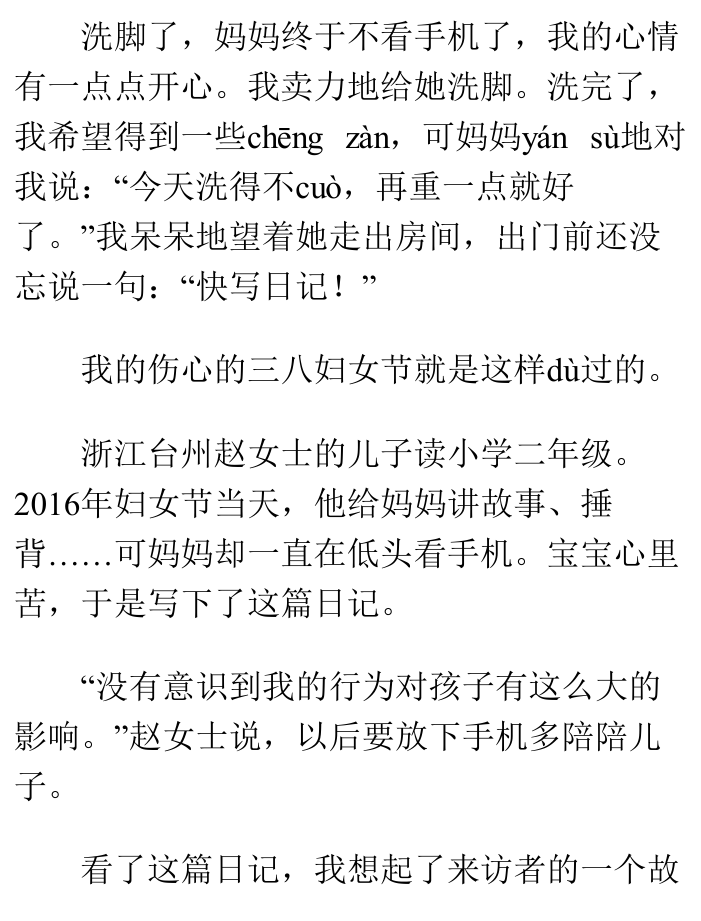 洗脚了，妈妈终于不看手机了，我的心情
有一点点开心。我卖力地给她洗脚。洗完了，
我希望得到一些chēng zàn，可妈妈yán sù地对
我说：“今天洗得不cuò，再重一点就好
了。”我呆呆地望着她走出房间，出门前还没
忘说一句：“快写日记！”
我的伤心的三八妇女节就是这样dù过的。
浙江台州赵女士的儿子读小学二年级。
2016年妇女节当天，他给妈妈讲故事、捶
背……可妈妈却一直在低头看手机。宝宝心里
苦，于是写下了这篇日记。
“没有意识到我的行为对孩子有这么大的
影响。”赵女士说，以后要放下手机多陪陪儿
子。
看了这篇日记，我想起了来访者的一个故